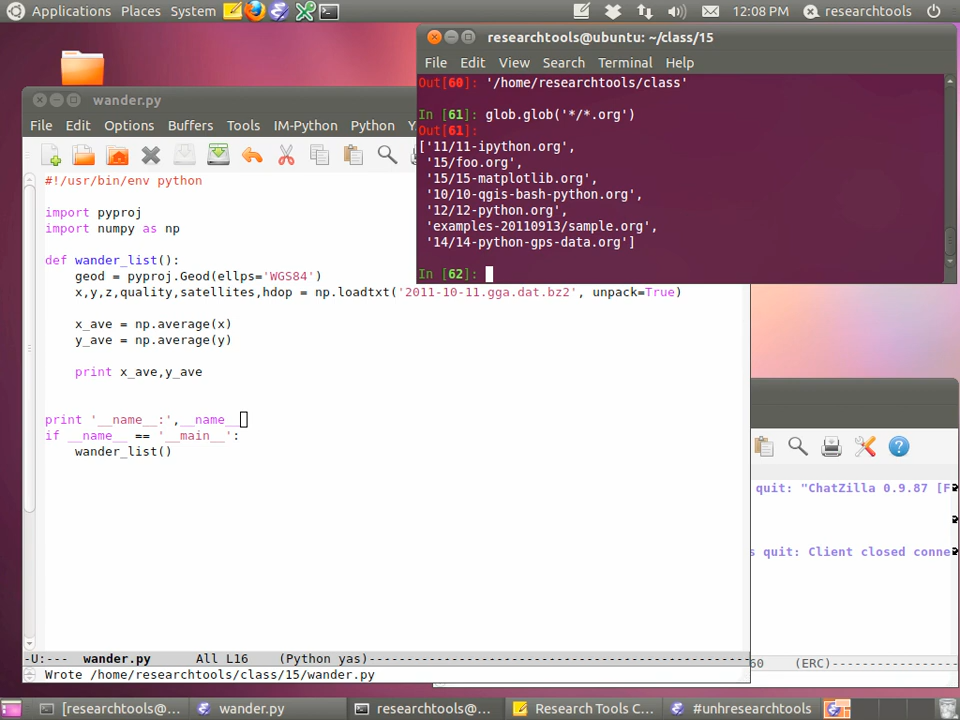 Applications Places System 12:08 PM researchtools
researchtools@ubuntu: ~/class/15
File Edit View Search Terminal Help
Out[60]: '/home/researchtools/class'
In [61]: glob.glob('*/*.org')
Out[61]:
['11/11-ipython.org',
'15/foo.org',
'15/15-matplotlib.org',
'10/10-qgis-bash-python.org',
'12/12-python.org',
'examples-20110913/sample.org',
'14/14-python-gps-data.org']
In [62]:
wander.py
File Edit Options Buffers Tools IM-Python Python
#!/usr/bin/env python
import pyproj
import numpy as np
def wander_list():
geod = pyproj.Geod(ellps='WGS84')
x,y,z,quality,satellites,hdop = np.loadtxt('2011-10-11.gga.dat.bz2', unpack=True)
x_ave = np.average(x)
y_ave = np.average(y)
print x_ave,y_ave
print '__name__:',__name__
if __name__ == '__main__':
wander_list()
-U:--- wander.py All L16 (Python yas)
Wrote /home/researchtools/class/15/wander.py
quit: "ChatZilla 0.9.87 [F
s quit: Client closed conne
60 (ERC)
[researchtools@... wander.py researchtools@... Research Tools C... #unhresearchtools